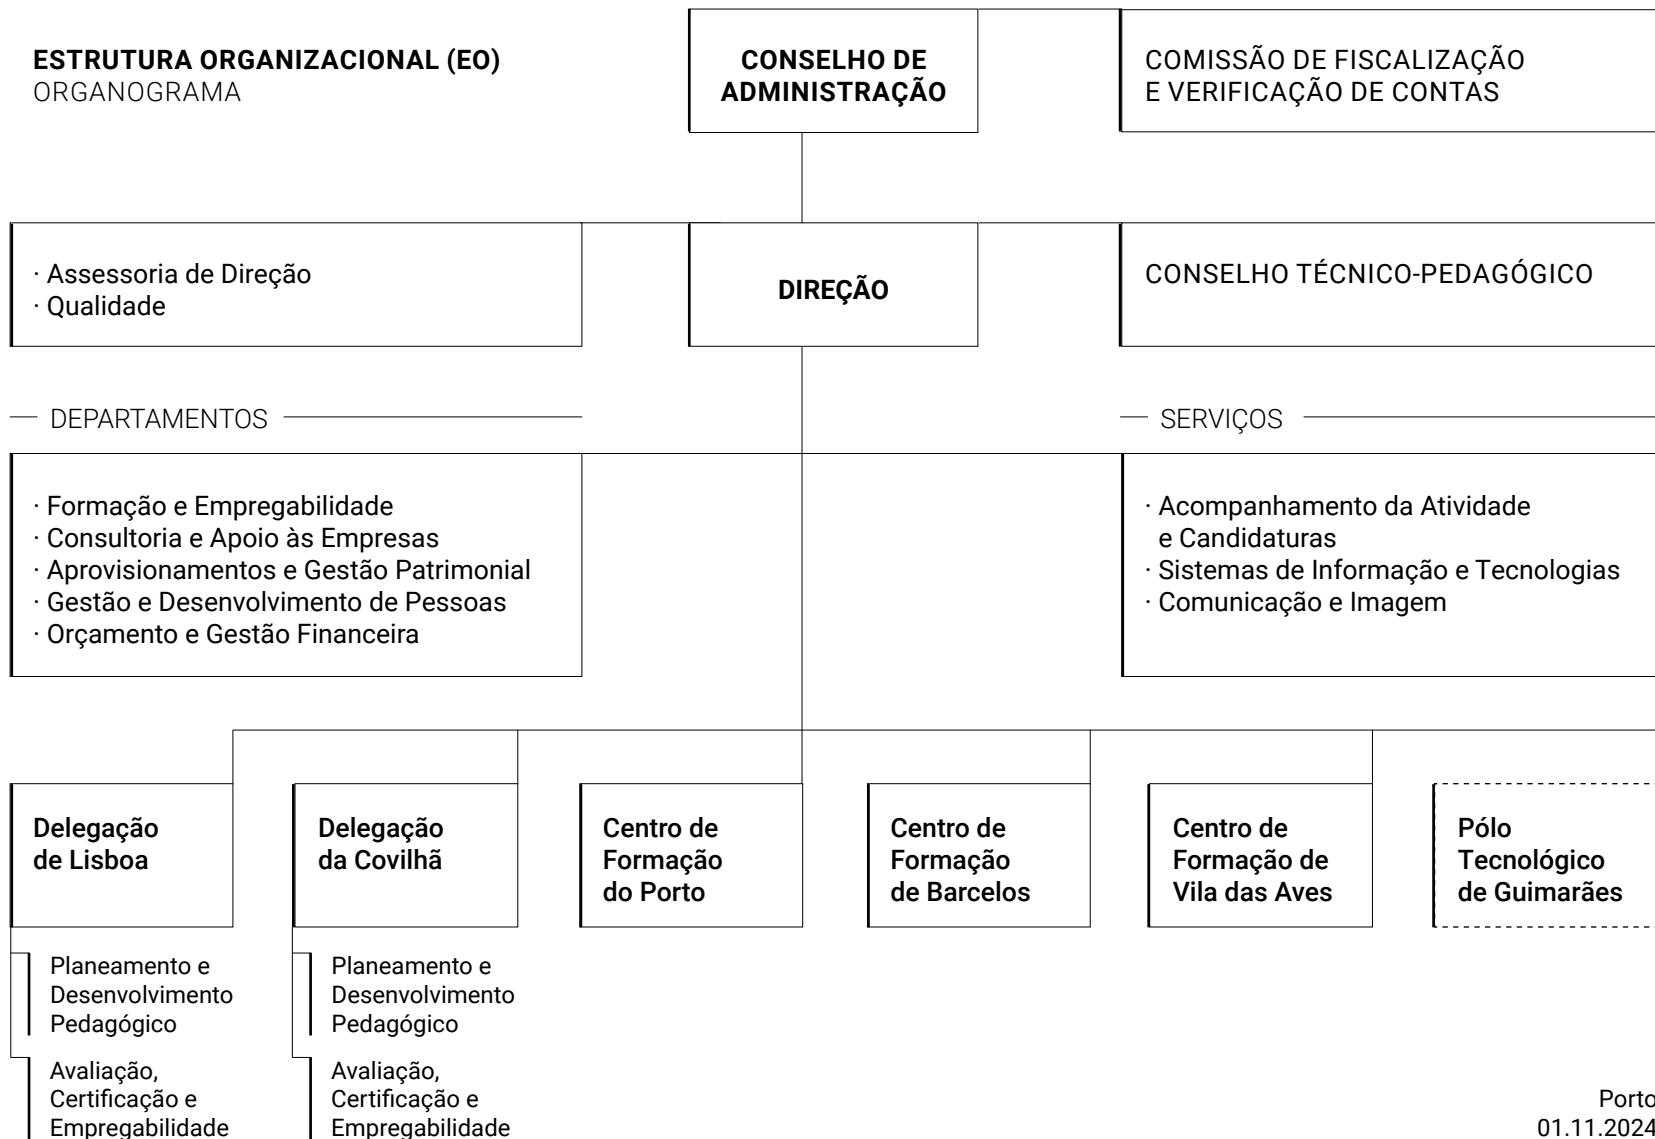 ESTRUTURA ORGANIZACIONAL (EO)
ORGANOGRAMA
CONSELHO DE
ADMINISTRAÇÃO
COMISSÃO DE FISCALIZAÇÃO
E VERIFICAÇÃO DE CONTAS
· Assessoria de Direção
· Qualidade
DIREÇÃO
CONSELHO TÉCNICO-PEDAGÓGICO
DEPARTAMENTOS
SERVIÇOS
· Formação e Empregabilidade
· Consultoria e Apoio às Empresas
· Aprovisionamentos e Gestão Patrimonial
· Gestão e Desenvolvimento de Pessoas
· Orçamento e Gestão Financeira
· Acompanhamento da Atividade
e Candidaturas
· Sistemas de Informação e Tecnologias
· Comunicação e Imagem
Delegação
de Lisboa
Delegação
da Covilhã
Centro de
Formação
do Porto
Centro de
Formação
de Barcelos
Centro de
Formação de
Vila das Aves
Pólo
Tecnológico
de Guimarães
Planeamento e
Desenvolvimento
Pedagógico
Avaliação,
Certificação e
Empregabilidade
Planeamento e
Desenvolvimento
Pedagógico
Avaliação,
Certificação e
Empregabilidade
Porto
01.11.2024